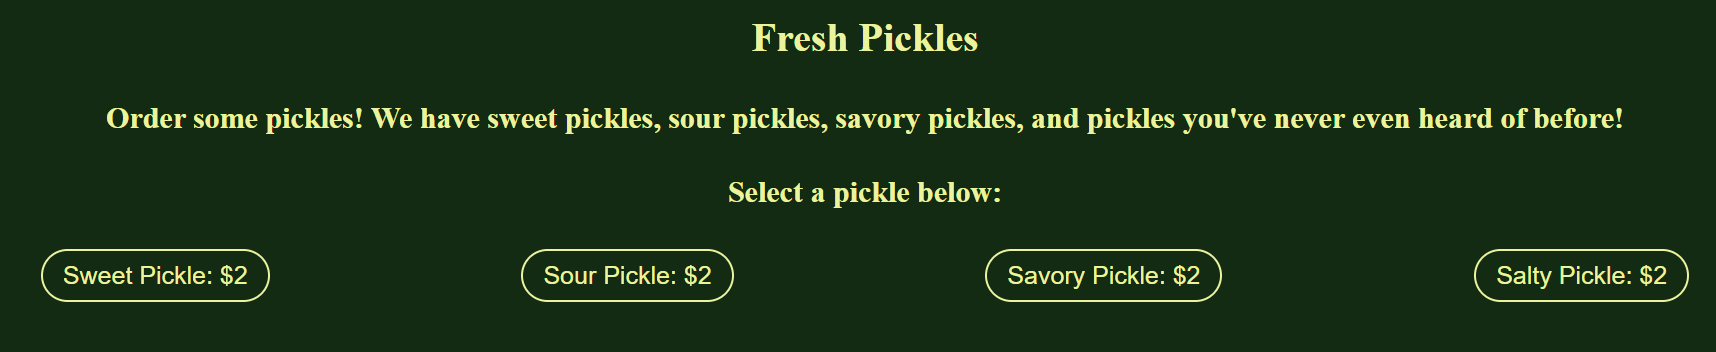 Fresh Pickles
Order some pickles! We have sweet pickles, sour pickles, savory pickles, and pickles you've never even heard of before!
Select a pickle below:
Sweet Pickle: $2
Sour Pickle: $2
Savory Pickle: $2
Salty Pickle: $2